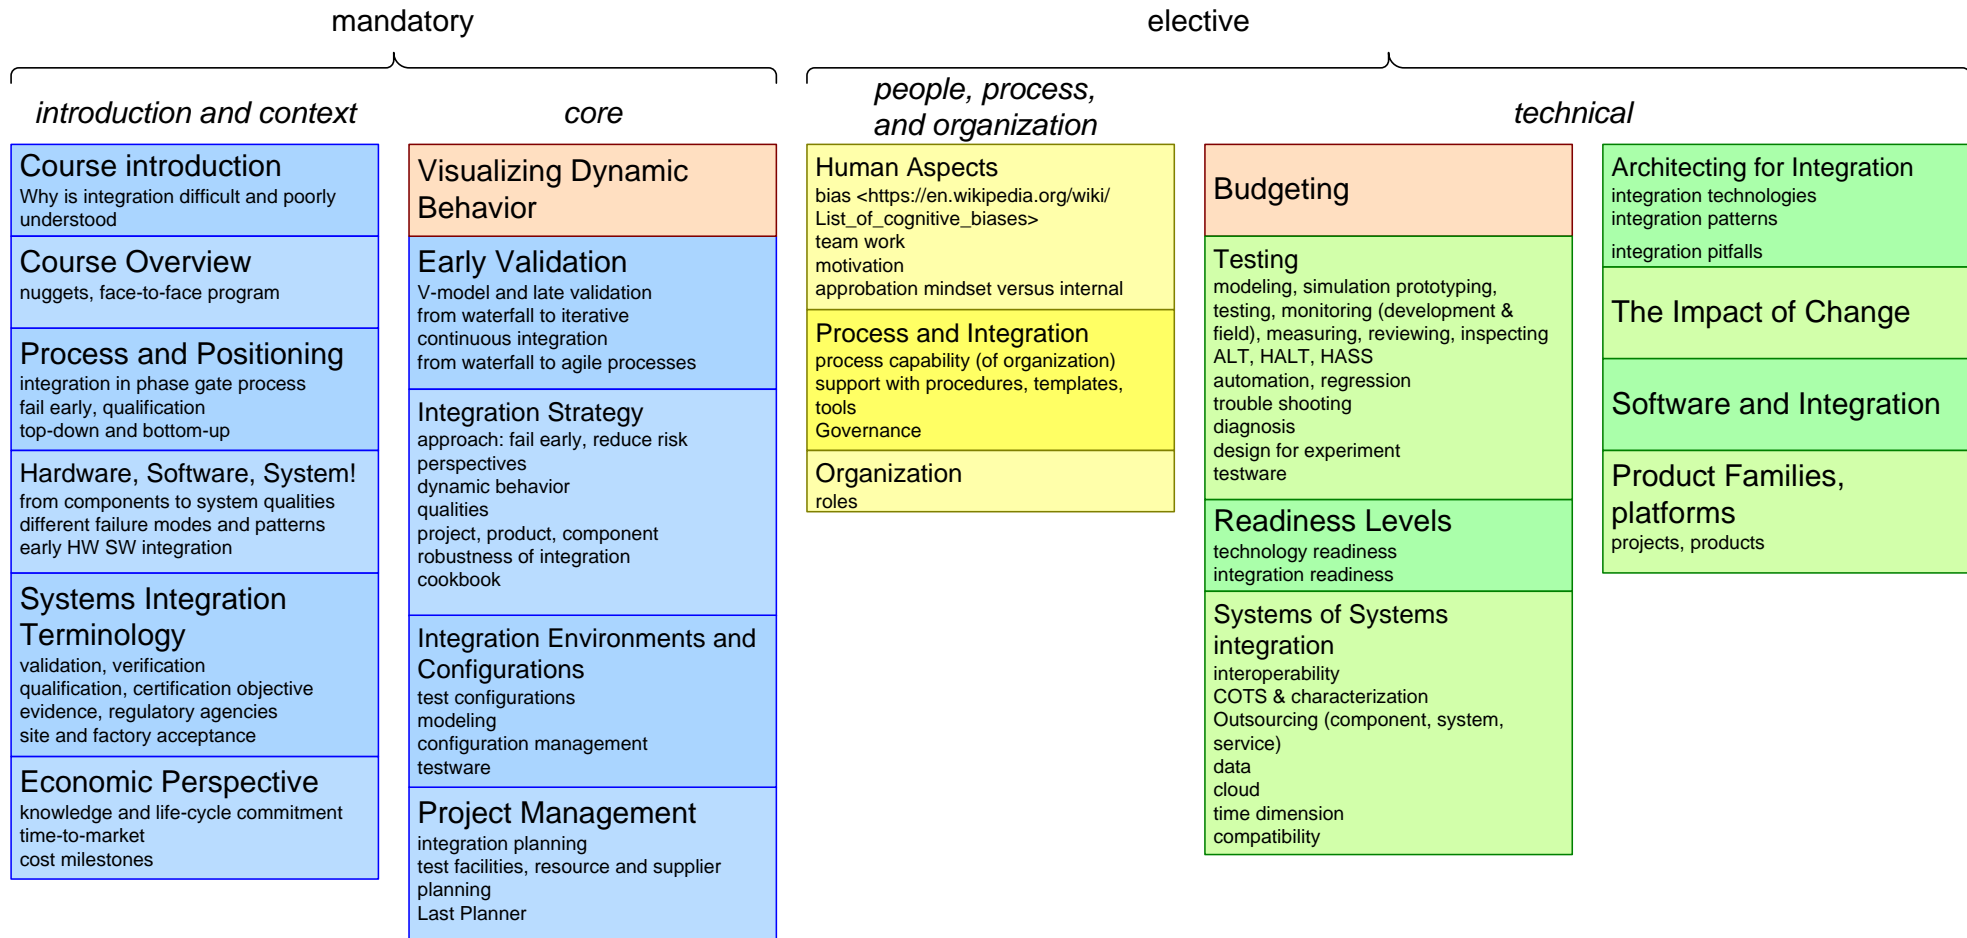 mandatory
elective
introduction and context
core
people, process,
and organization
technical
Course introduction
Why is integration difficult and poorly
understood
Course Overview
nuggets, face-to-face program
Process and Positioning
integration in phase gate process
fail early, qualification
top-down and bottom-up
Hardware, Software, System!
from components to system qualities
different failure modes and patterns
early HW SW integration
Systems Integration
Terminology
validation, verification
qualification, certification objective
evidence, regulatory agencies
site and factory acceptance
Economic Perspective
knowledge and life-cycle commitment
time-to-market
cost milestones
Visualizing Dynamic
Behavior
Early Validation
V-model and late validation
from waterfall to iterative
continuous integration
from waterfall to agile processes
Integration Strategy
approach: fail early, reduce risk
perspectives
dynamic behavior
qualities
project, product, component
robustness of integration
cookbook
Integration Environments and
Configurations
test configurations
modeling
configuration management
testware
Project Management
integration planning
test facilities, resource and supplier
planning
Last Planner
Human Aspects
bias <https://en.wikipedia.org/wiki/
List_of_cognitive_biases>
team work
motivation
approbation mindset versus internal
Process and Integration
process capability (of organization)
support with procedures, templates,
tools
Governance
Organization
roles
Budgeting
Testing
modeling, simulation prototyping,
testing, monitoring (development &
field), measuring, reviewing, inspecting
ALT, HALT, HASS
automation, regression
trouble shooting
diagnosis
design for experiment
testware
Readiness Levels
technology readiness
integration readiness
Systems of Systems
integration
interoperability
COTS & characterization
Outsourcing (component, system,
service)
data
cloud
time dimension
compatibility
Architecting for Integration
integration technologies
integration patterns
integration pitfalls
The Impact of Change
Software and Integration
Product Families,
platforms
projects, products